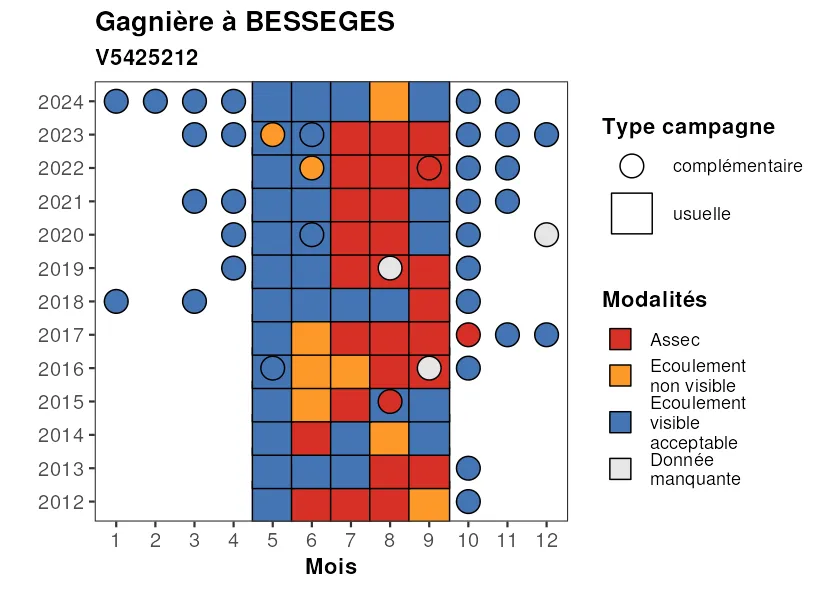 Gagnière à BESSEGES
V5425212
2024
2023
2022
2021
2020
2019
2018
2017
2016
2015
2014
2013
2012
1 2 3 4 5 6 7 8 9 10 11 12
Mois
Type campagne
complémentaire
usuelle
Modalités
Assec
Ecoulement
non visible
Ecoulement
visible
acceptable
Donnée
manquante